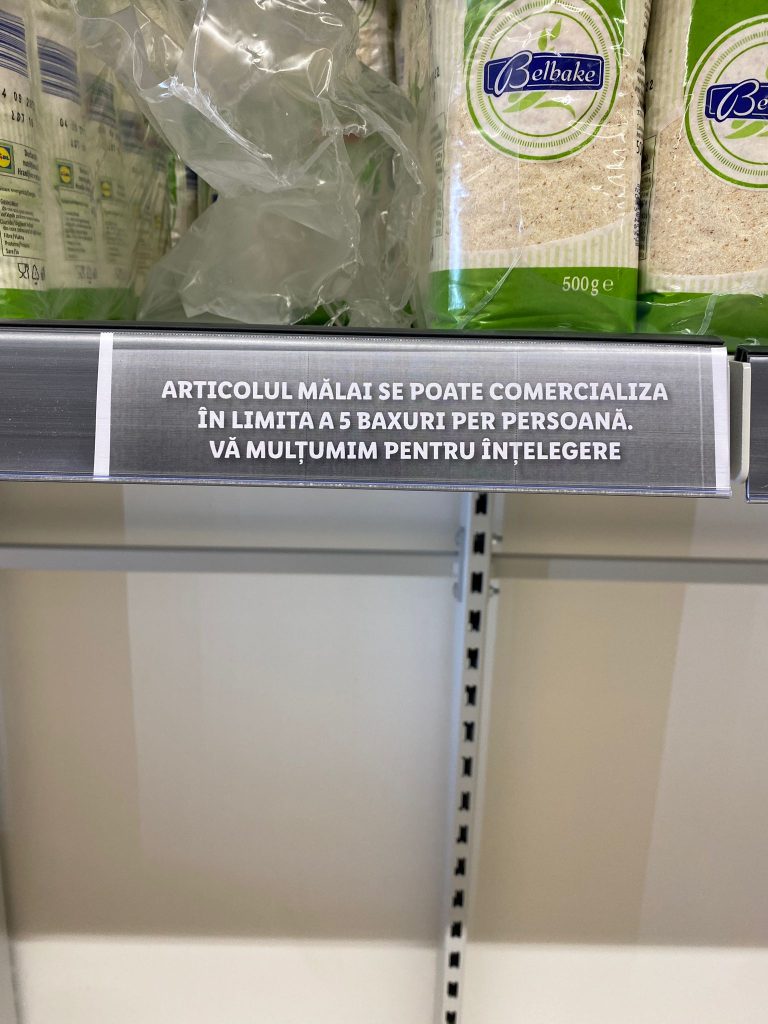 Belbake
500g e
ARTICOLUL MĂLAI SE POATE COMERCIALIZA
ÎN LIMITA A 5 BAXURI PER PERSOANĂ.
VĂ MULȚUMIM PENTRU ÎNȚELEGERE